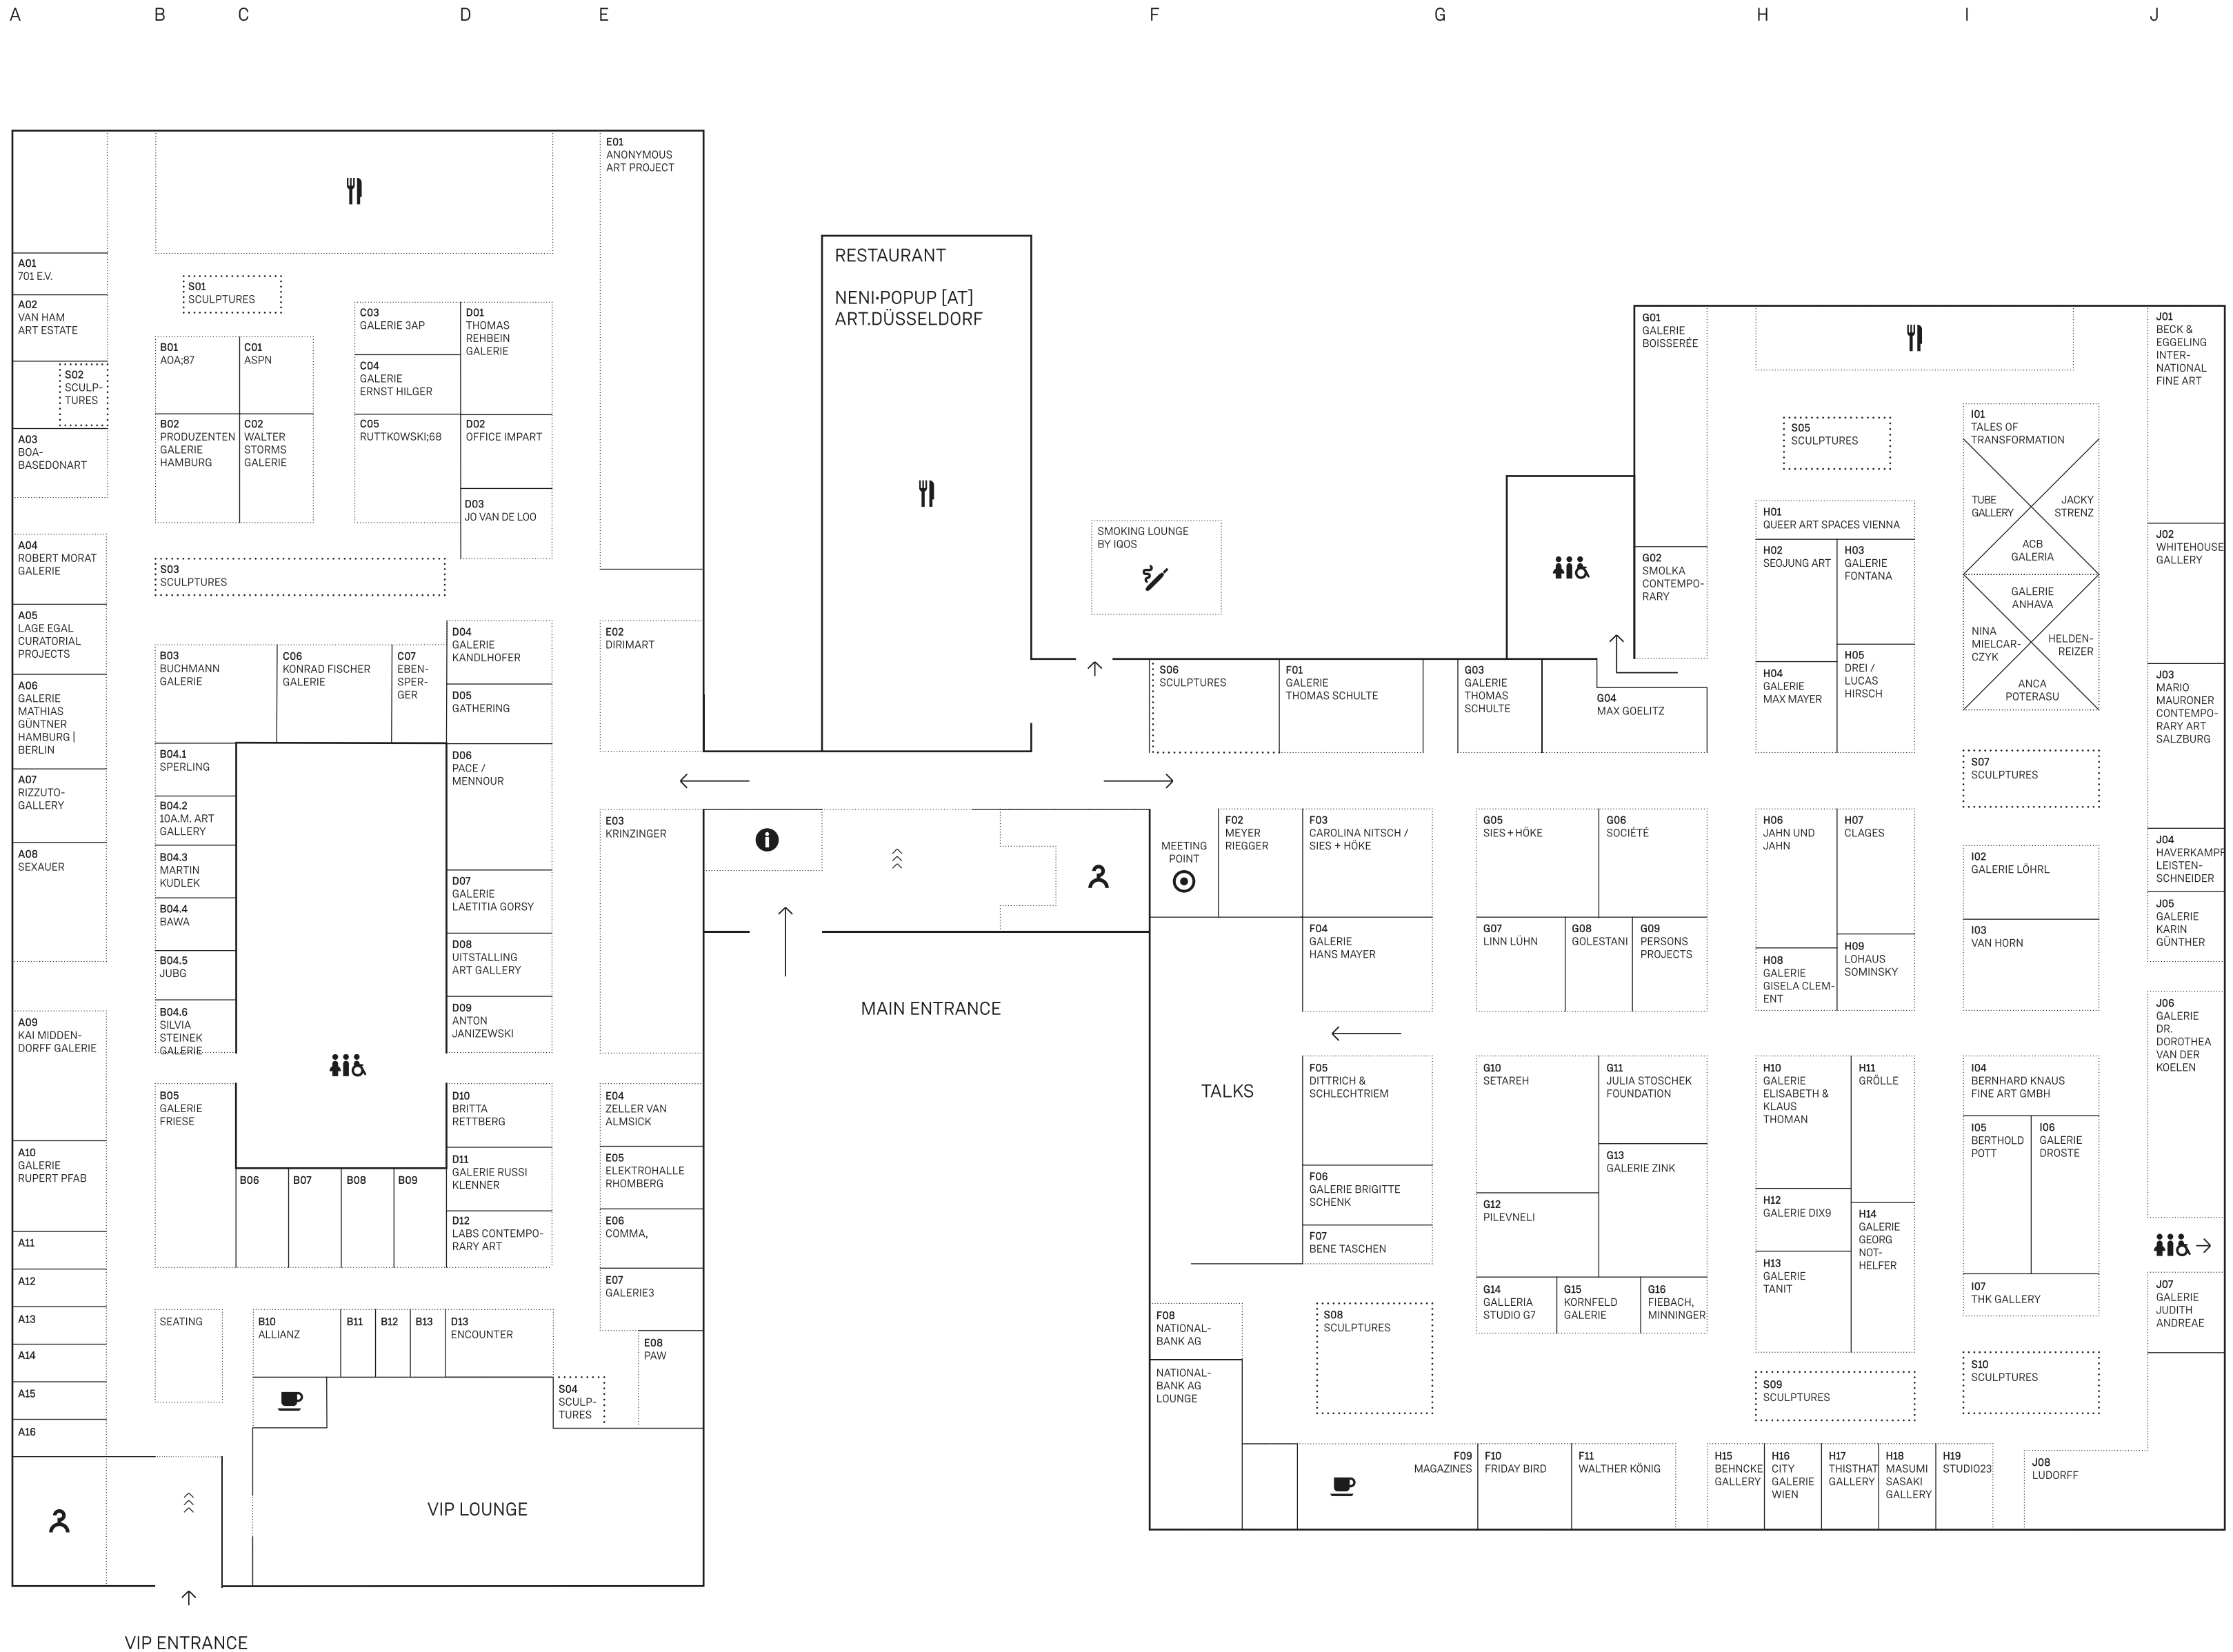 A
B
C
D
E
F
G
H
I
J
A01
701 E.V.
A02
VAN HAM
ART ESTATE
S02
SCULP-
TURES
A03
BOA-
BASEDONART
A04
ROBERT MORAT
GALERIE
A05
LAGE EGAL
CURATORIAL
PROJECTS
A06
GALERIE
MATHIAS
GÜNTNER
HAMBURG |
BERLIN
A07
RIZZUTO-
GALLERY
A08
SEXAUER
A09
KAI MIDDEN-
DORFF GALERIE
A10
GALERIE
RUPERT PFAB
A11
A12
A13
A14
A15
A16
S01
SCULPTURES
B01
AOA;87
C01
ASPN
B02
PRODUZENTEN
GALERIE
HAMBURG
C02
WALTER
STORMS
GALERIE
C03
GALERIE 3AP
C04
GALERIE
ERNST HILGER
C05
RUTTKOWSKI;68
D01
THOMAS
REHBEIN
GALERIE
D02
OFFICE IMPART
D03
JO VAN DE LOO
S03
SCULPTURES
B03
BUCHMANN
GALERIE
C06
KONRAD FISCHER
GALERIE
C07
EBEN-
SPER-
GER
D04
GALERIE
KANDLHOFER
D05
GATHERING
D06
PACE /
MENNOUR
D07
GALERIE
LAETITIA GORSY
D08
UITSTALLING
ART GALLERY
D09
ANTON
JANIZEWSKI
B04.1
SPERLING
B04.2
10A.M. ART
GALLERY
B04.3
MARTIN
KUDLEK
B04.4
BAWA
B04.5
JUBG
B04.6
SILVIA
STEINEK
GALERIE
B05
GALERIE
FRIESE
B06
B07
B08
B09
D10
BRITTA
RETTBERG
D11
GALERIE RUSSI
KLENNER
D12
LABS CONTEMPO-
RARY ART
SEATING
B10
ALLIANZ
B11
B12
B13
D13
ENCOUNTER
S04
SCULP-
TURES
VIP LOUNGE
VIP ENTRANCE
E01
ANONYMOUS
ART PROJECT
E02
DIRIMART
E03
KRINZINGER
E04
ZELLER VAN
ALMSICK
E05
ELEKTROHALLE
RHOMBERG
E06
COMMA,
E07
GALERIE3
E08
PAW
RESTAURANT
NENI·POPUP [AT]
ART.DÜSSELDORF
MAIN ENTRANCE
SMOKING LOUNGE
BY IQOS
S06
SCULPTURES
F01
GALERIE
THOMAS SCHULTE
G03
GALERIE
THOMAS
SCHULTE
G04
MAX GOELITZ
G01
GALERIE
BOISSERÉE
G02
SMOLKA
CONTEMPO-
RARY
MEETING
POINT
F02
MEYER
RIEGGER
F03
CAROLINA NITSCH /
SIES + HÖKE
F04
GALERIE
HANS MAYER
TALKS
F05
DITTRICH &
SCHLECHTRIEM
F06
GALERIE BRIGITTE
SCHENK
F07
BENE TASCHEN
F08
NATIONAL-
BANK AG
NATIONAL-
BANK AG
LOUNGE
S08
SCULPTURES
F09
MAGAZINES
F10
FRIDAY BIRD
F11
WALTHER KÖNIG
G05
SIES + HÖKE
G06
SOCIÉTÉ
G07
LINN LÜHN
G08
GOLESTANI
G09
PERSONS
PROJECTS
G10
SETAREH
G11
JULIA STOSCHEK
FOUNDATION
G12
PILEVNELI
G13
GALERIE ZINK
G14
GALLERIA
STUDIO G7
G15
KORNFELD
GALERIE
G16
FIEBACH,
MINNINGER
S05
SCULPTURES
H01
QUEER ART SPACES VIENNA
H02
SEOJUNG ART
H03
GALERIE
FONTANA
H04
GALERIE
MAX MAYER
H05
DREI /
LUCAS
HIRSCH
H06
JAHN UND
JAHN
H07
CLAGES
H08
GALERIE
GISELA CLEM-
ENT
H09
LOHAUS
SOMINSKY
H10
GALERIE
ELISABETH &
KLAUS
THOMAN
H11
GRÖLLE
H12
GALERIE DIX9
H13
GALERIE
TANIT
H14
GALERIE
GEORG
NOT-
HELFER
S09
SCULPTURES
H15
BEHNCKE
GALLERY
H16
CITY
GALERIE
WIEN
H17
THISTHAT
GALLERY
H18
MASUMI
SASAKI
GALLERY
H19
STUDIO23
I01
TALES OF
TRANSFORMATION
TUBE
GALLERY
JACKY
STRENZ
ACB
GALERIA
GALERIE
ANHAVA
NINA
MIELCAR-
CZYK
HELDEN-
REIZER
ANCA
POTERASU
S07
SCULPTURES
I02
GALERIE LÖHRL
I03
VAN HORN
I04
BERNHARD KNAUS
FINE ART GMBH
I05
BERTHOLD
POTT
I06
GALERIE
DROSTE
I07
THK GALLERY
S10
SCULPTURES
J01
BECK &
EGGELING
INTER-
NATIONAL
FINE ART
J02
WHITEHOUSE
GALLERY
J03
MARIO
MAURONER
CONTEMPO-
RARY ART
SALZBURG
J04
HAVERKAMPF
LEISTEN-
SCHNEIDER
J05
GALERIE
KARIN
GÜNTHER
J06
GALERIE
DR.
DOROTHEA
VAN DER
KOELEN
J07
GALERIE
JUDITH
ANDREAE
J08
LUDORFF